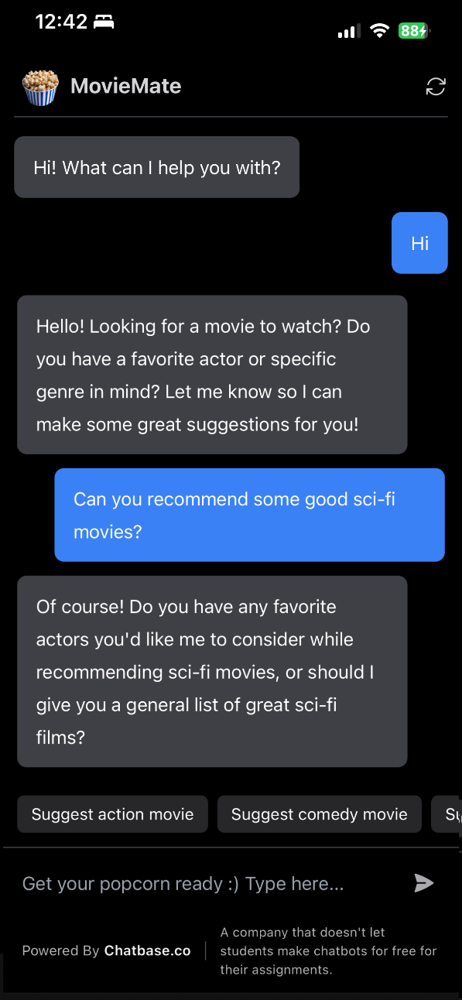 12:42
88
MovieMate
Hi! What can I help you with?
Hi
Hello! Looking for a movie to watch? Do
you have a favorite actor or specific
genre in mind? Let me know so I can
make some great suggestions for you!
Can you recommend some good sci-fi
movies?
Of course! Do you have any favorite
actors you'd like me to consider while
recommending sci-fi movies, or should I
give you a general list of great sci-fi
films?
Suggest action movie Suggest comedy movie
Get your popcorn ready :) Type here...
Powered By Chatbase.co
A company that doesn't let
students make chatbots for free for
their assignments.